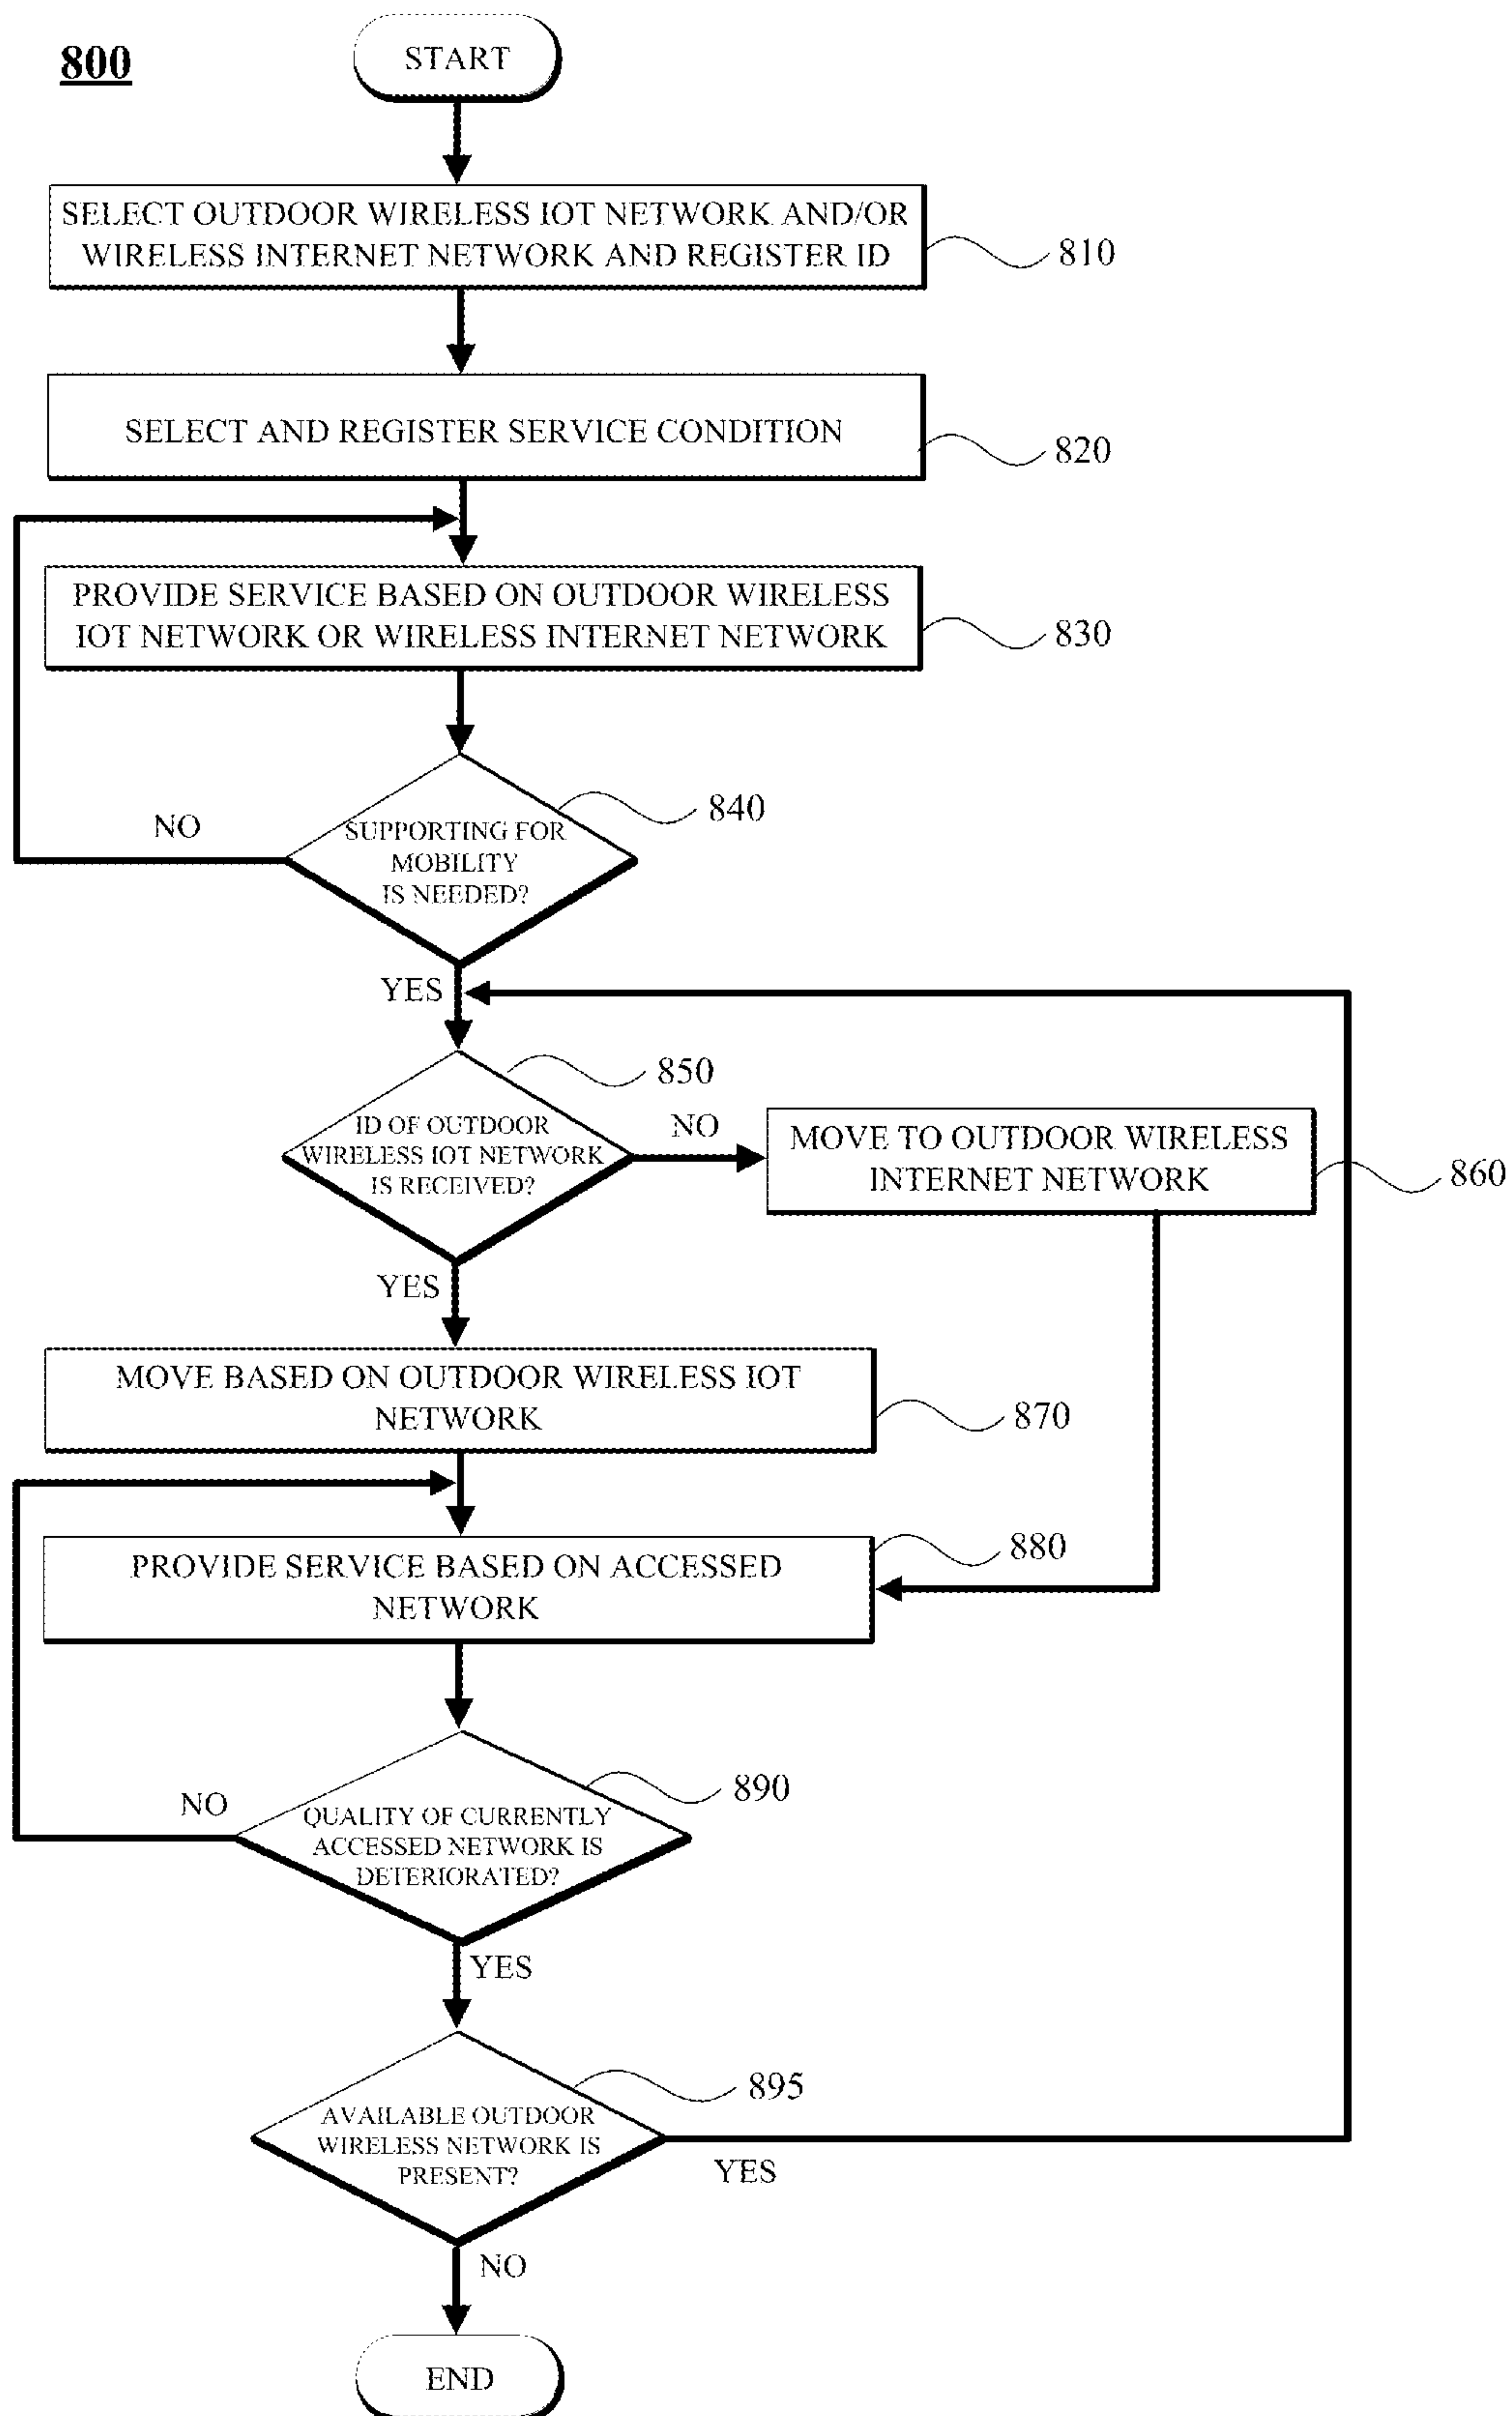 800
START
SELECT OUTDOOR WIRELESS IOT NETWORK AND/OR
WIRELESS INTERNET NETWORK AND REGISTER ID
810
SELECT AND REGISTER SERVICE CONDITION
820
PROVIDE SERVICE BASED ON OUTDOOR WIRELESS
IOT NETWORK OR WIRELESS INTERNET NETWORK
830
840
NO
SUPPORTING FOR
MOBILITY
IS NEEDED?
YES
850
ID OF OUTDOOR
WIRELESS IOT NETWORK
IS RECEIVED?
NO
MOVE TO OUTDOOR WIRELESS
INTERNET NETWORK
860
YES
MOVE BASED ON OUTDOOR WIRELESS IOT
NETWORK
870
PROVIDE SERVICE BASED ON ACCESSED
NETWORK
880
890
NO
QUALITY OF CURRENTLY
ACCESSED NETWORK IS
DETERIORATED?
YES
895
AVAILABLE OUTDOOR
WIRELESS NETWORK IS
PRESENT?
YES
NO
END